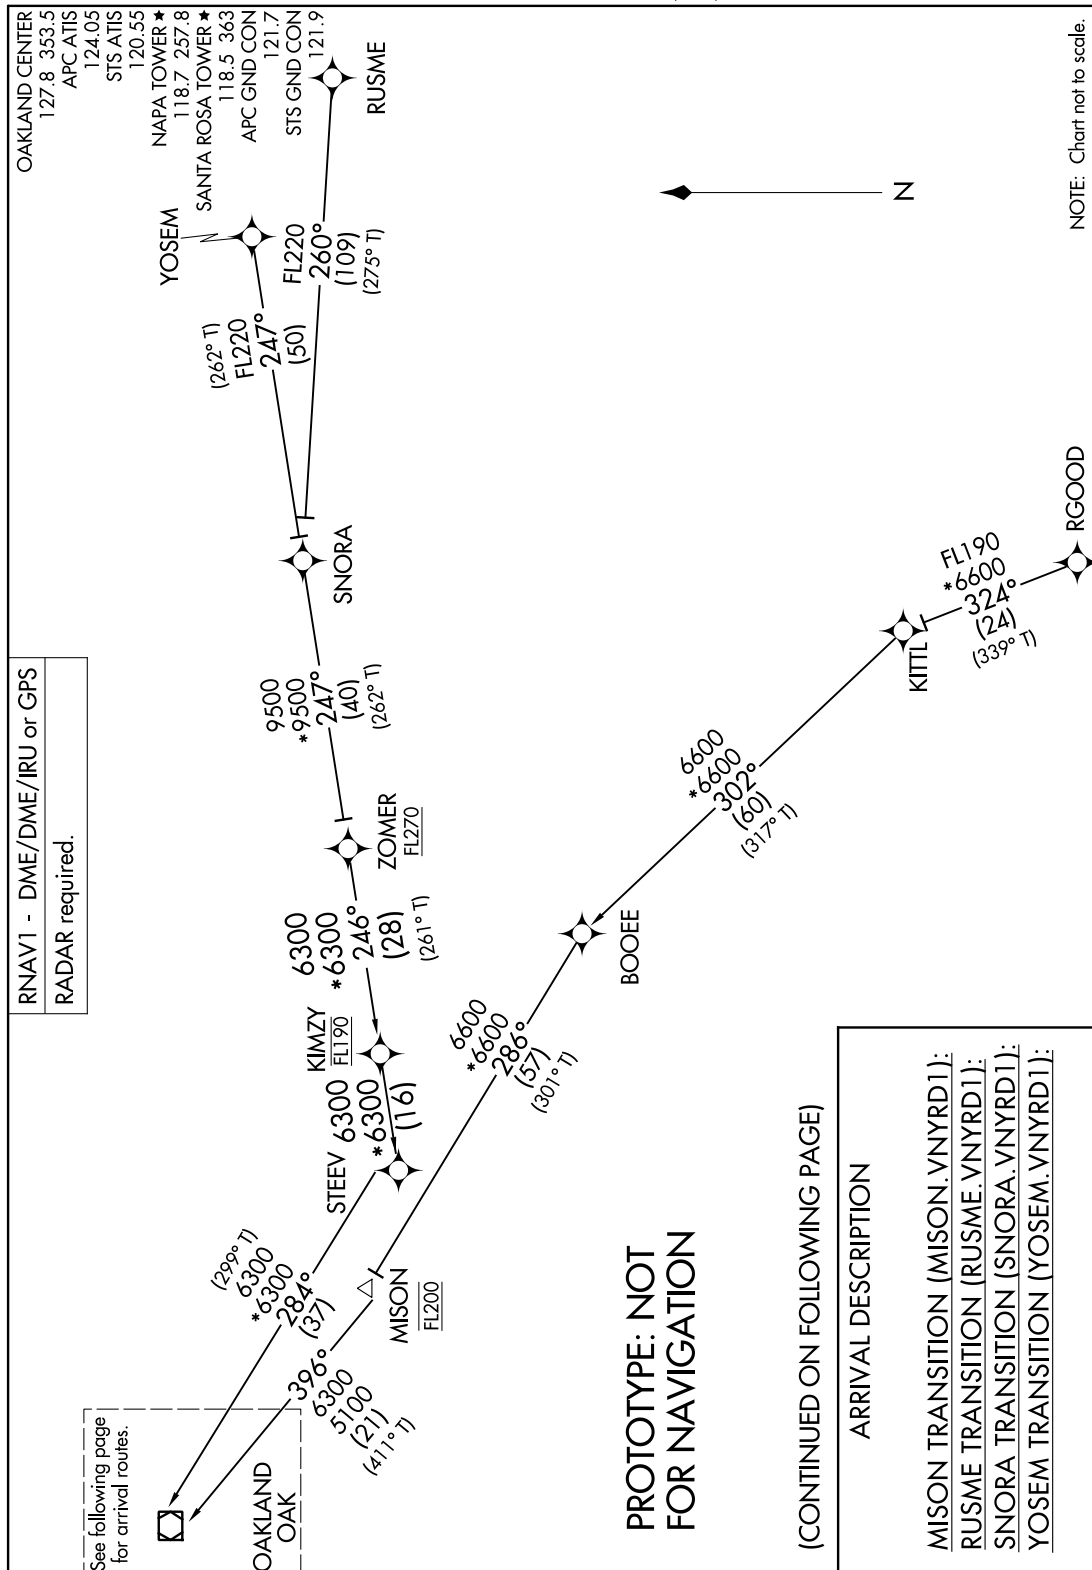 OAKLAND CENTER
127.8 353.5
APC ATIS
124.05
STS ATIS
120.55
NAPA TOWER★
118.7 257.8
SANTA ROSA TOWER★
118.5 363
APC GND CON
121.7
STS GND CON
121.9
RNAV1 - DME/DME/IRU or GPS
RADAR required.
See following page
for arrival routes.
OAKLAND
OAK
(299° T)
6300
*6300
284°
(37)
396°
6300
5100
(21)
(411° T)
STEEV
6300
*6300
(16)
KIMZY
FL190
6300
*6300
246°
(28)
(261° T)
ZOMER
FL270
9500
*9500
247°
(40)
(262° T)
SNORA
(262° T)
FL220
247°
(50)
YOSEM
FL220
260°
(109)
(275° T)
RUSME
MISON
FL200
6600
*6600
286°
(57)
(301° T)
BOOEE
6600
*6600
302°
(60)
(317° T)
KITTL
FL190
*6600
324°
(24)
(339° T)
RGOOD
N
PROTOTYPE: NOT
FOR NAVIGATION
(CONTINUED ON FOLLOWING PAGE)
ARRIVAL DESCRIPTION
MISON TRANSITION (MISON.VNYRD1):
RUSME TRANSITION (RUSME.VNYRD1):
SNORA TRANSITION (SNORA.VNYRD1):
YOSEM TRANSITION (YOSEM.VNYRD1):
NOTE: Chart not to scale.